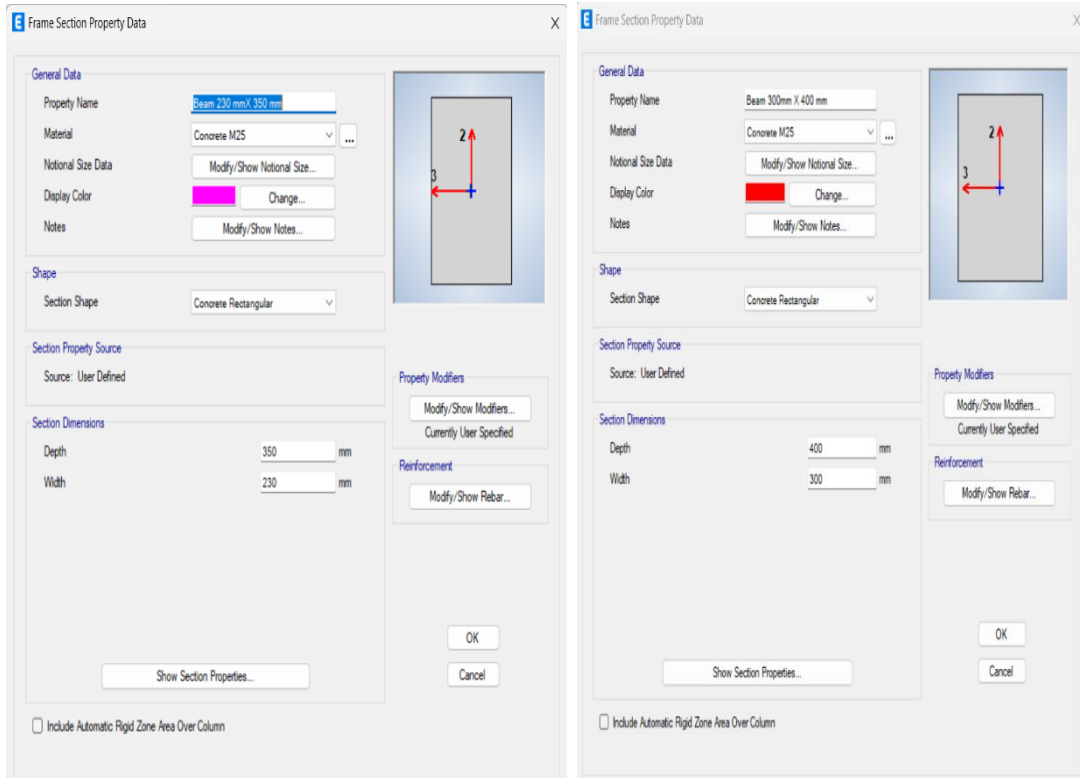 E Frame Section Property Data X
General Data
Property Name Beam 230 mmX 350 mm
Material Concrete M25 ...
Notional Size Data Modify/Show Notional Size...
Display Color Change...
Notes Modify/Show Notes...
2
3
Shape
Section Shape Concrete Rectangular
Section Property Source
Source: User Defined
Property Modifiers
Modify/Show Modifiers...
Currently User Specified
Section Dimensions
Depth 350 mm
Width 230 mm
Reinforcement
Modify/Show Rebar...
OK
Show Section Properties...
Cancel
Include Automatic Rigid Zone Area Over Column
E Frame Section Property Data X
General Data
Property Name Beam 300mm X 400 mm
Material Concrete M25 ...
Notional Size Data Modify/Show Notional Size...
Display Color Change...
Notes Modify/Show Notes...
2
3
Shape
Section Shape Concrete Rectangular
Section Property Source
Source: User Defined
Property Modifiers
Modify/Show Modifiers...
Currently User Specified
Section Dimensions
Depth 400 mm
Width 300 mm
Reinforcement
Modify/Show Rebar...
OK
Show Section Properties...
Cancel
Include Automatic Rigid Zone Area Over Column